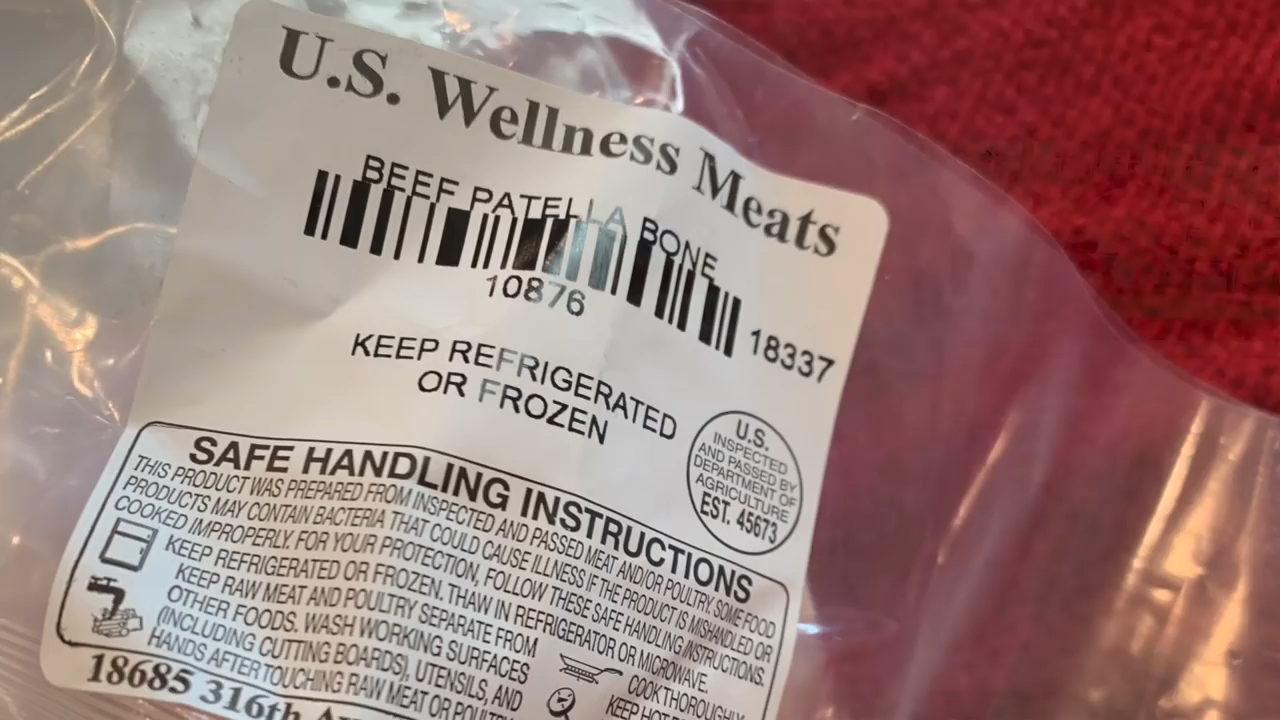 U.S. Wellness Meats
BEEF PATELLA BONE
10876
18337
KEEP REFRIGERATED
OR FROZEN
U.S.
INSPECTED
AND PASSED BY
DEPARTMENT OF
AGRICULTURE
EST. 45673
SAFE HANDLING INSTRUCTIONS
THIS PRODUCT WAS PREPARED FROM INSPECTED AND PASSED MEAT AND/OR POULTRY. SOME FOOD
PRODUCTS MAY CONTAIN BACTERIA THAT COULD CAUSE ILLNESS IF THE PRODUCT IS MISHANDLED OR
COOKED IMPROPERLY. FOR YOUR PROTECTION, FOLLOW THESE SAFE HANDLING INSTRUCTIONS.
KEEP REFRIGERATED OR FROZEN. THAW IN REFRIGERATOR OR MICROWAVE.
KEEP RAW MEAT AND POULTRY SEPARATE FROM
OTHER FOODS. WASH WORKING SURFACES
(INCLUDING CUTTING BOARDS), UTENSILS, AND
HANDS AFTER TOUCHING RAW MEAT OR POULTRY
COOK THOROUGHLY
KEEP HOT
18685 316th